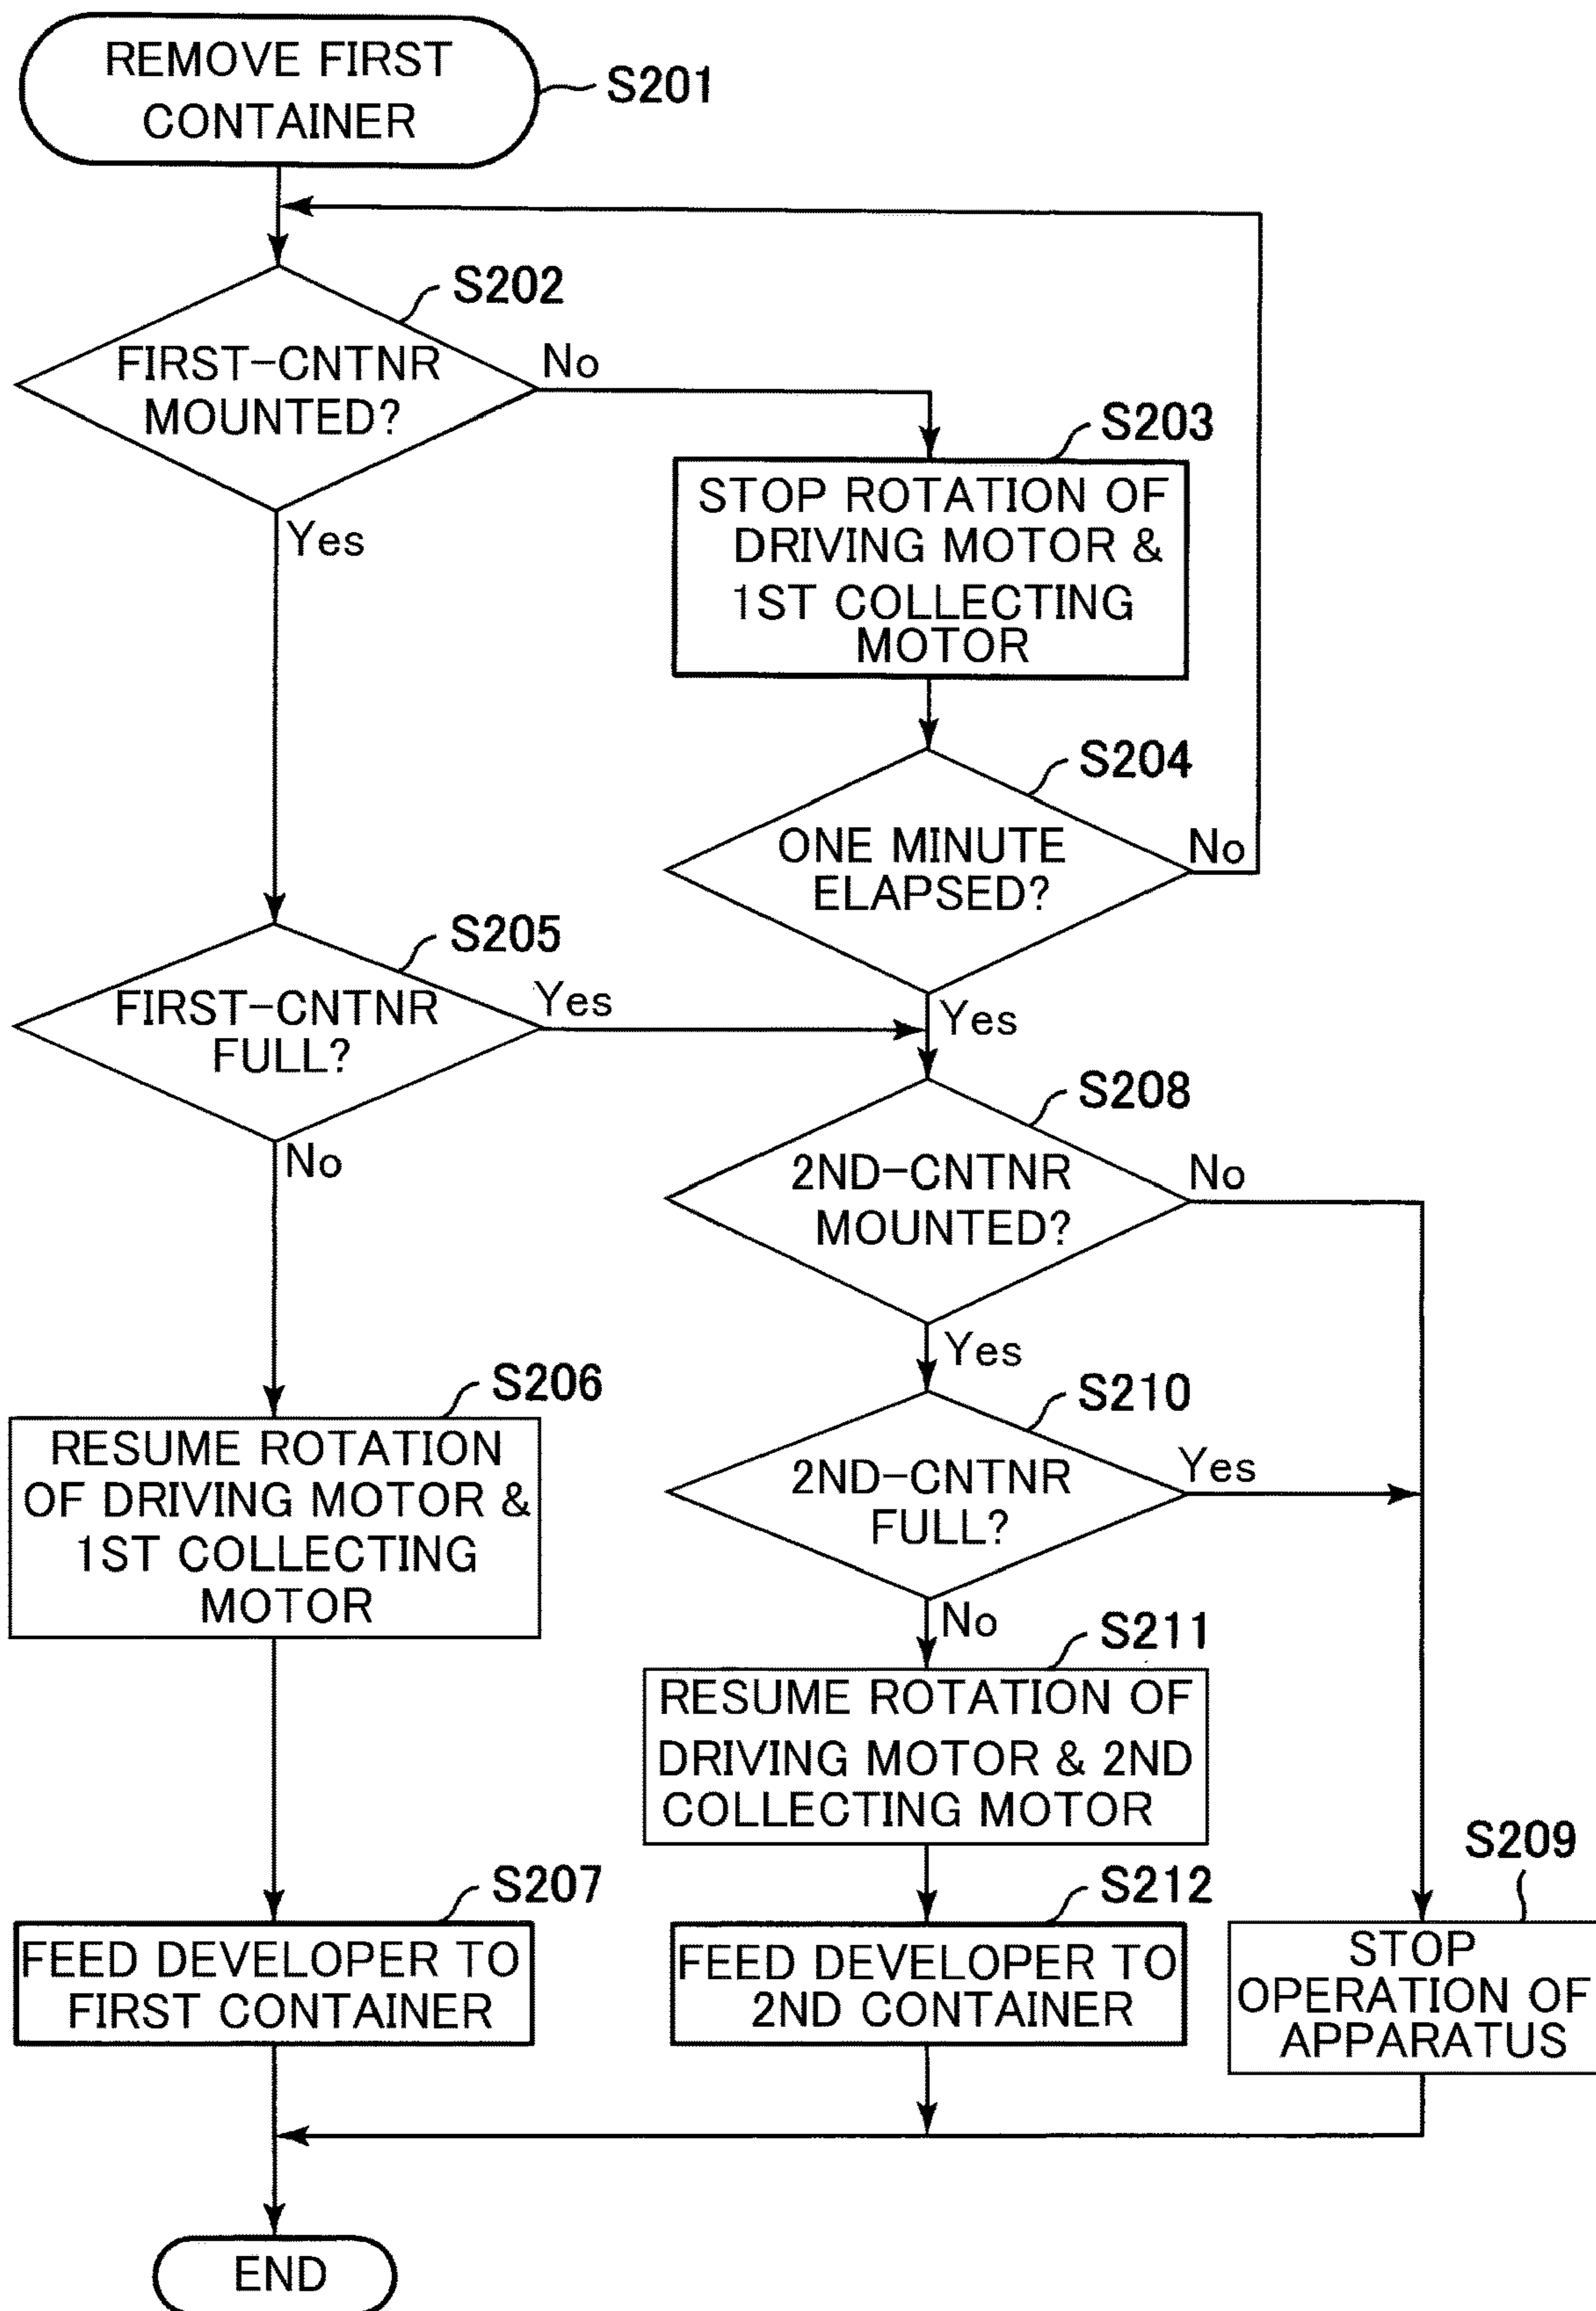 REMOVE FIRST
CONTAINER
S201
S202
FIRST-CNTNR
MOUNTED?
No
Yes
S203
STOP ROTATION OF
DRIVING MOTOR &
1ST COLLECTING
MOTOR
S204
ONE MINUTE
ELAPSED?
No
Yes
S205
FIRST-CNTNR
FULL?
Yes
No
S208
2ND-CNTNR
MOUNTED?
No
Yes
S206
RESUME ROTATION
OF DRIVING MOTOR &
1ST COLLECTING
MOTOR
S210
2ND-CNTNR
FULL?
Yes
No
S211
RESUME ROTATION OF
DRIVING MOTOR & 2ND
COLLECTING MOTOR
S207
FEED DEVELOPER TO
FIRST CONTAINER
S212
FEED DEVELOPER TO
2ND CONTAINER
S209
STOP
OPERATION OF
APPARATUS
END